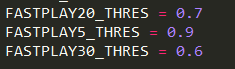 FASTPLAY20_THRES = 0.7
FASTPLAY5_THRES = 0.9
FASTPLAY30_THRES = 0.6